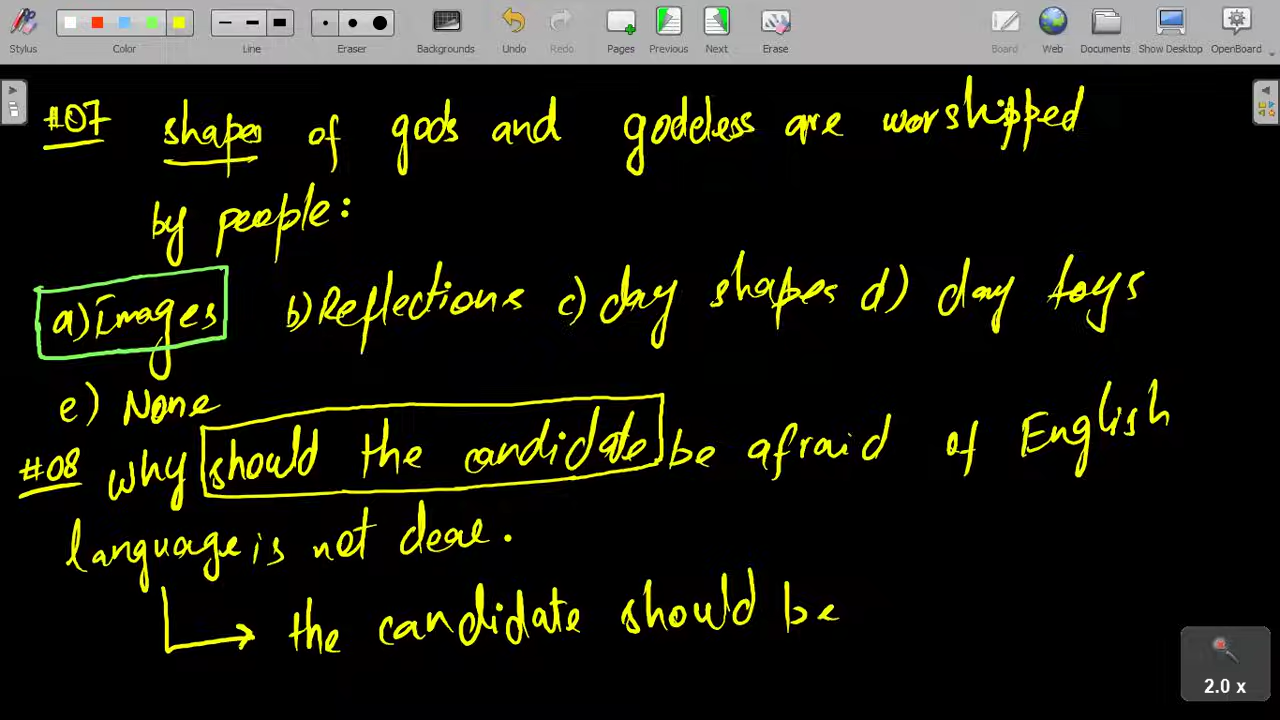 Stylus Color Line Eraser Backgrounds Undo Redo Pages Previous Next Erase Board Web Documents Show Desktop OpenBoard
#07 shapes of gods and goddess are worshipped
by people:
a) Images b) Reflections c) clay shapes d) clay toys
e) None
#08 why should the candidate be afraid of English
language is not clear.
the candidate should be
2.0 x